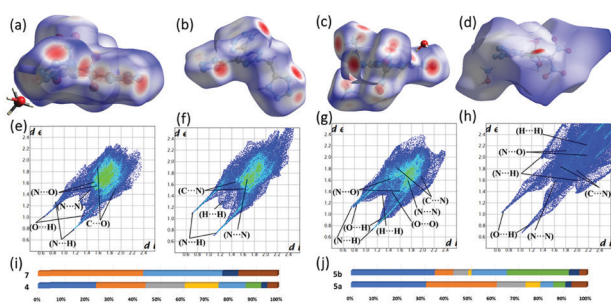 (a)
(b)
(c)
(d)
(e)
d e
2.6
2.4
2.2
2.0
1.8
1.6
1.4
1.2
1.0
0.8
0.6
(N···O)
(N···N)
(O···H)
(N···H)
(C···O)
0.6 0.8 1.0 1.2 1.4 1.6 1.8 2.0 2.2 2.4
d i
(f)
d e
(C···N)
(H···H)
(N···H)
(N···N)
d i
(g)
d e
(N···O)
(C···N)
(N···N)
(O···O)
(O···H)
(H···H)
(N···H)
d i
(h)
d e
(H···H)
(N···O)
(N···H)
(C···N)
(O···H)
(N···N)
d i
(i)
7
4
0% 10% 20% 30% 40% 50% 60% 70% 80% 90% 100%
(j)
5b
5a
0% 10% 20% 30% 40% 50% 60% 70% 80% 90% 100%